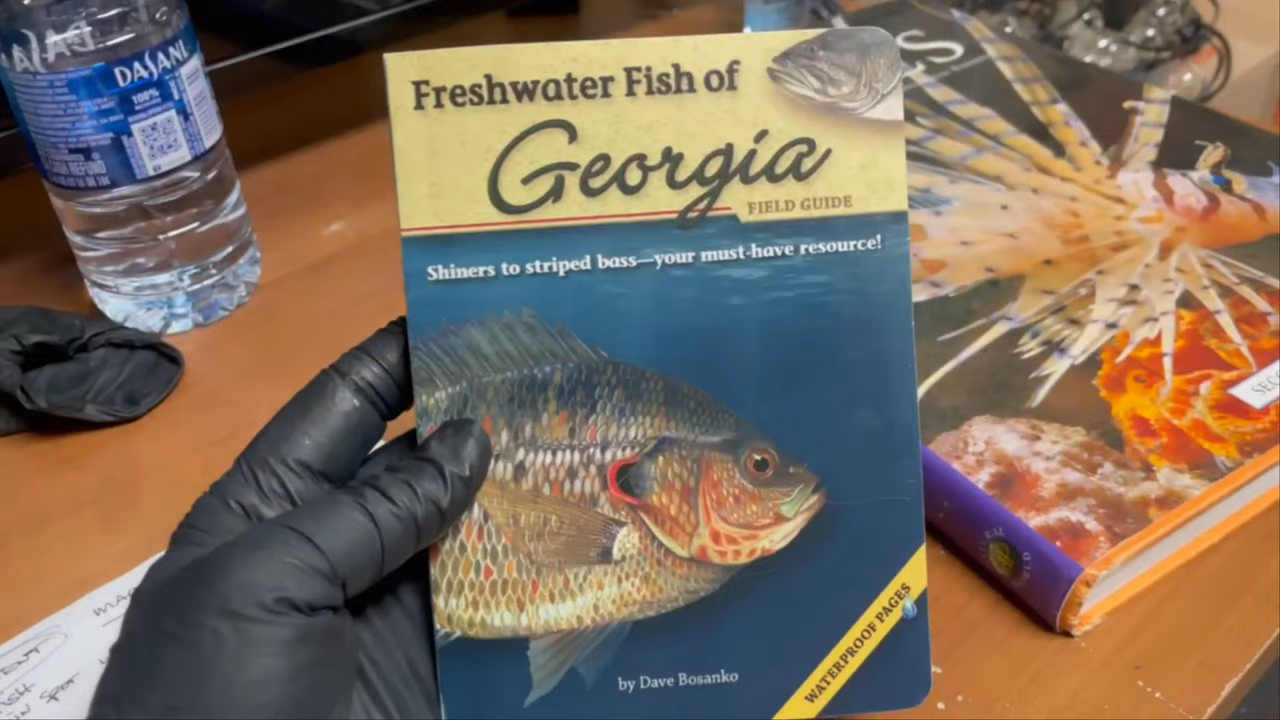 Freshwater Fish of
Georgia
FIELD GUIDE
Shiners to striped bass—your must-have resource!
WATERPROOF PAGES
by Dave Bosanko
DASANI
100%